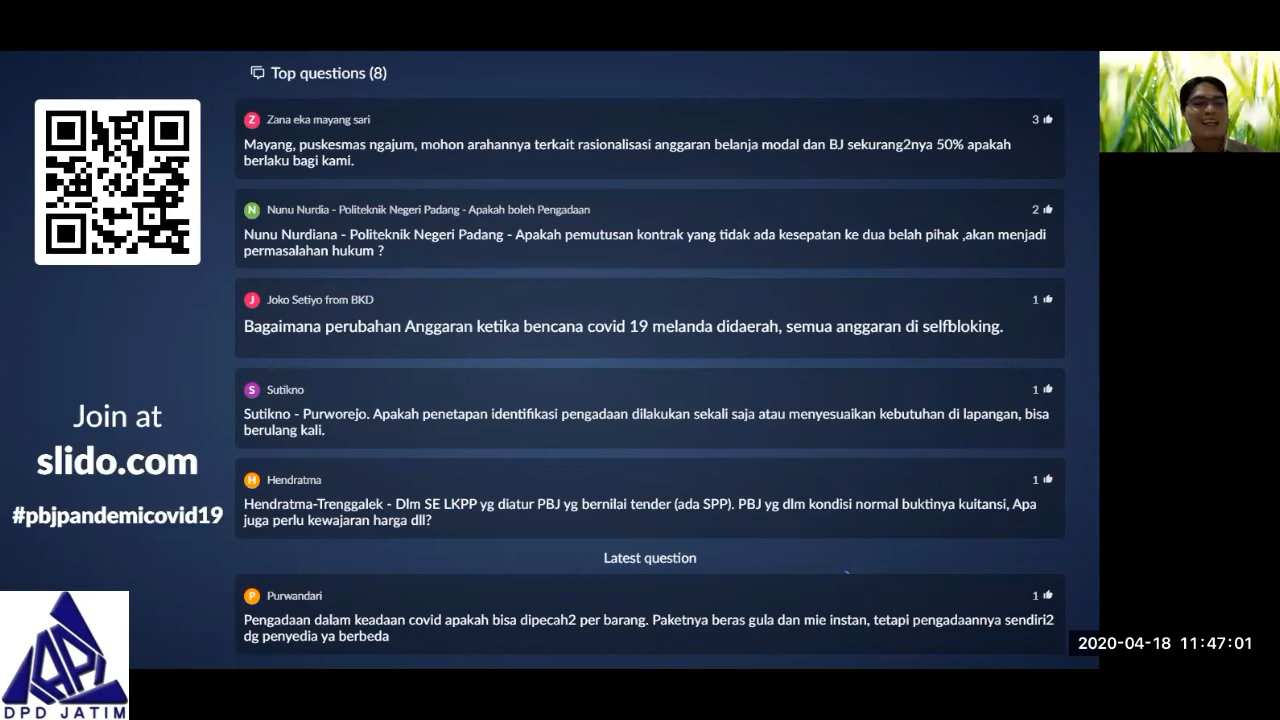 Top questions (8)
Z Zana eka mayang sari 3
Mayang, puskesmas ngajum, mohon arahannya terkait rasionalisasi anggaran belanja modal dan BJ sekurang2nya 50% apakah
berlaku bagi kami.
N Nunu Nurdia - Politeknik Negeri Padang - Apakah boleh Pengadaan 2
Nunu Nurdiana - Politeknik Negeri Padang - Apakah pemutusan kontrak yang tidak ada kesepatan ke dua belah pihak ,akan menjadi
permasalahan hukum ?
J Joko Setiyo from BKD 1
Bagaimana perubahan Anggaran ketika bencana covid 19 melanda didaerah, semua anggaran di selfbloking.
S Sutikno 1
Sutikno - Purworejo. Apakah penetapan identifikasi pengadaan dilakukan sekali saja atau menyesuaikan kebutuhan di lapangan, bisa
berulang kali.
H Hendratma 1
Hendratma-Trenggalek - Dlm SE LKPP yg diatur PBJ yg bernilai tender (ada SPP). PBJ yg dlm kondisi normal buktinya kuitansi, Apa
juga perlu kewajaran harga dll?
Latest question
P Purwandari 1
Pengadaan dalam keadaan covid apakah bisa dipecah2 per barang. Paketnya beras gula dan mie instan, tetapi pengadaannya sendiri2
dg penyedia ya berbeda
Join at
slido.com
#pbjpandemicovid19
DPD JATIM
2020-04-18 11:47:01